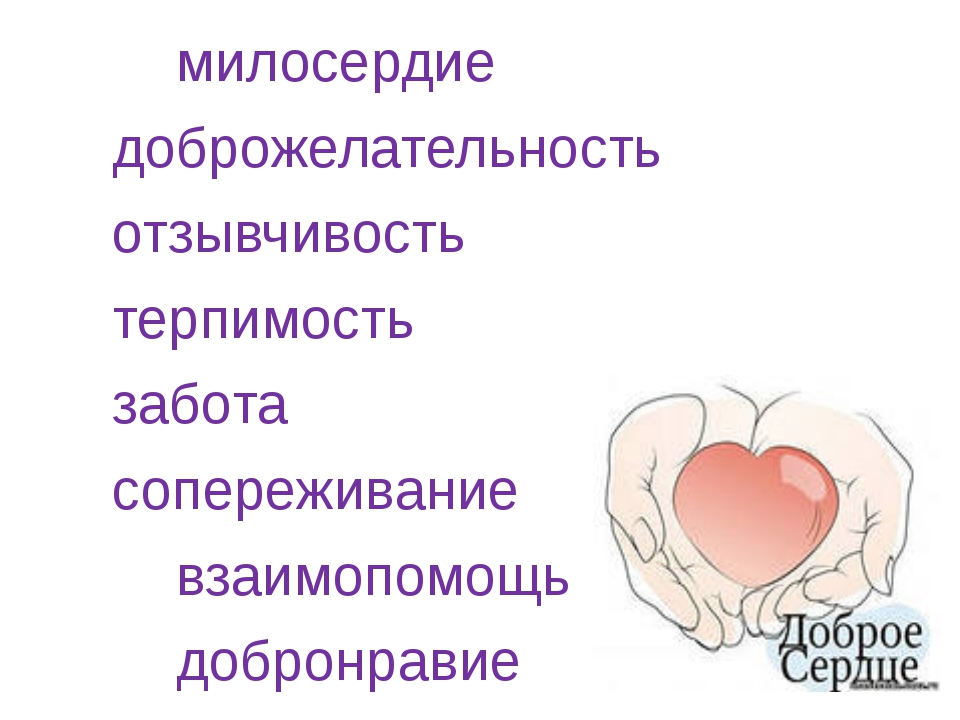 милосердие
доброжелательность
отзывчивость
терпимость
забота
сопереживание
взаимопомощь
добронравие
Доброе
Сердце